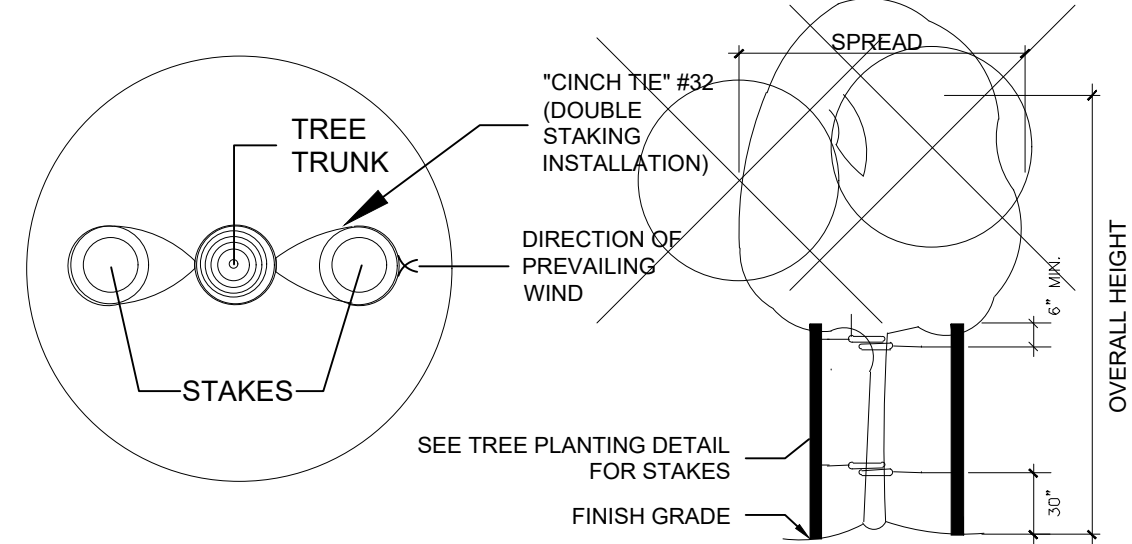 TREE
TRUNK
STAKES
"CINCH TIE" #32
(DOUBLE
STAKING
INSTALLATION)
DIRECTION OF
PREVAILING
WIND
SPREAD
6" MIN.
OVERALL HEIGHT
SEE TREE PLANTING DETAIL
FOR STAKES
30"
FINISH GRADE